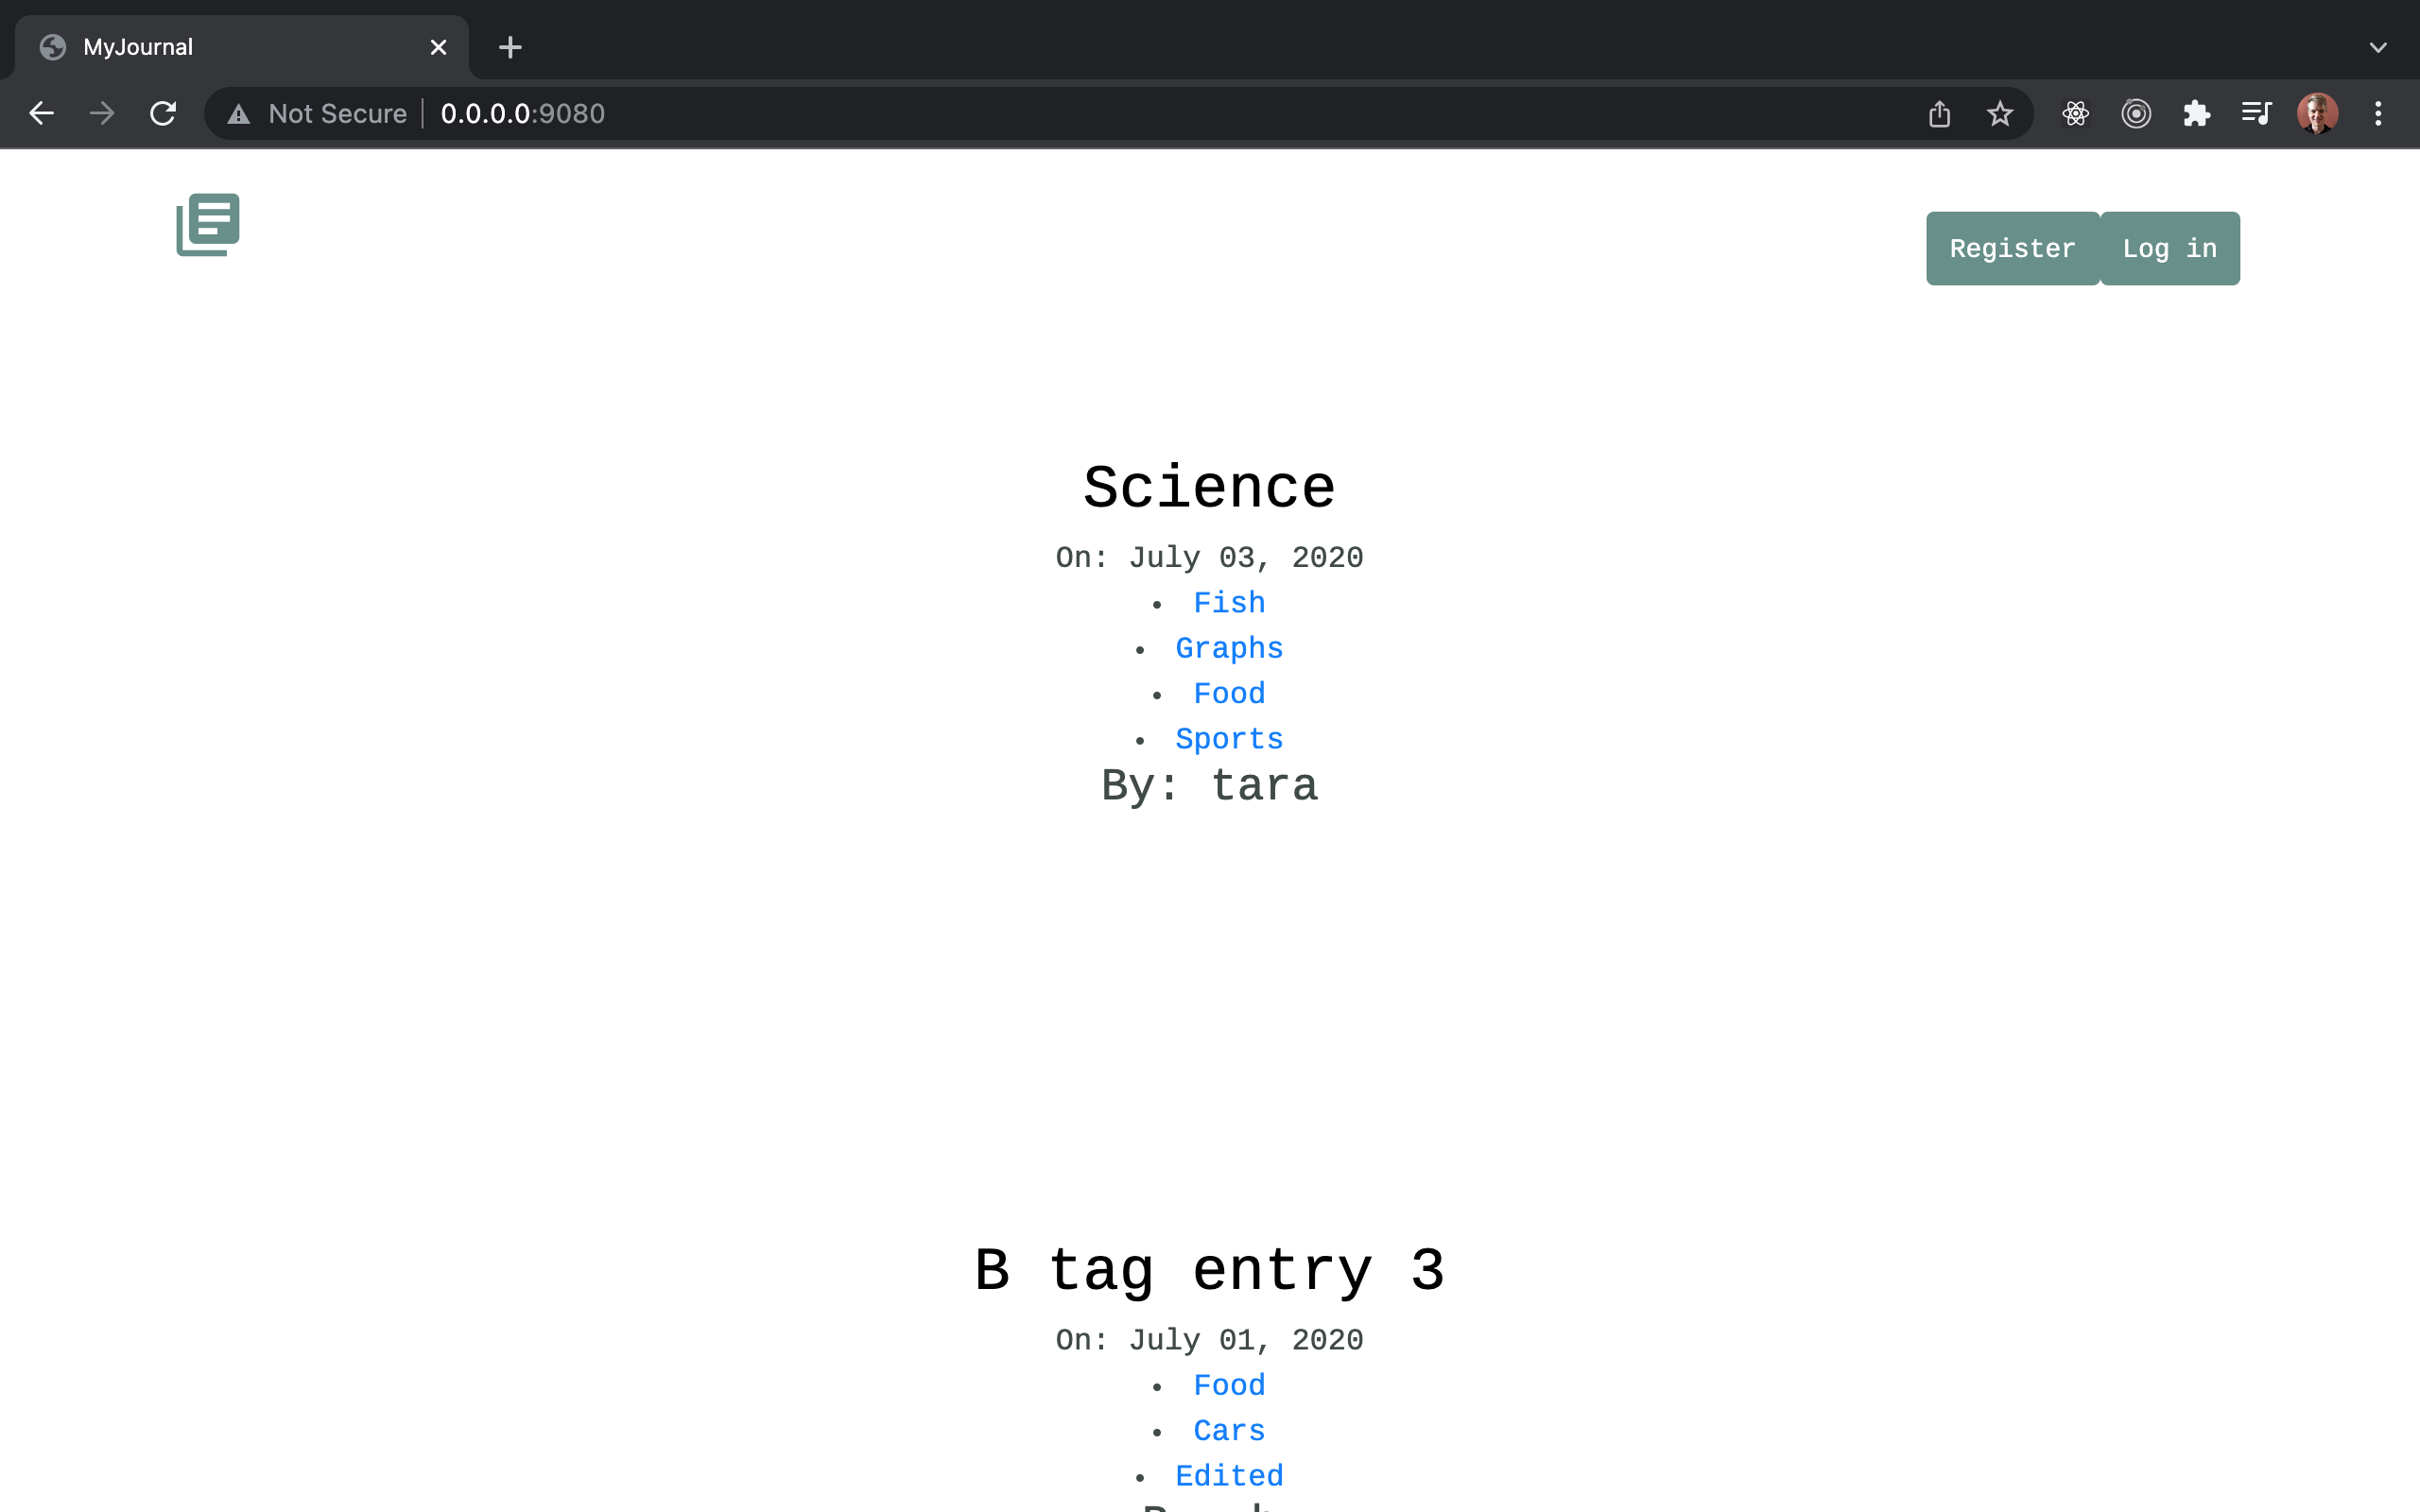 MyJournal
Not Secure
0.0.0.0:9080
Register
Log in
Science
On: July 03, 2020
• Fish
• Graphs
• Food
• Sports
By: tara
B tag entry 3
On: July 01, 2020
• Food
• Cars
• Edited